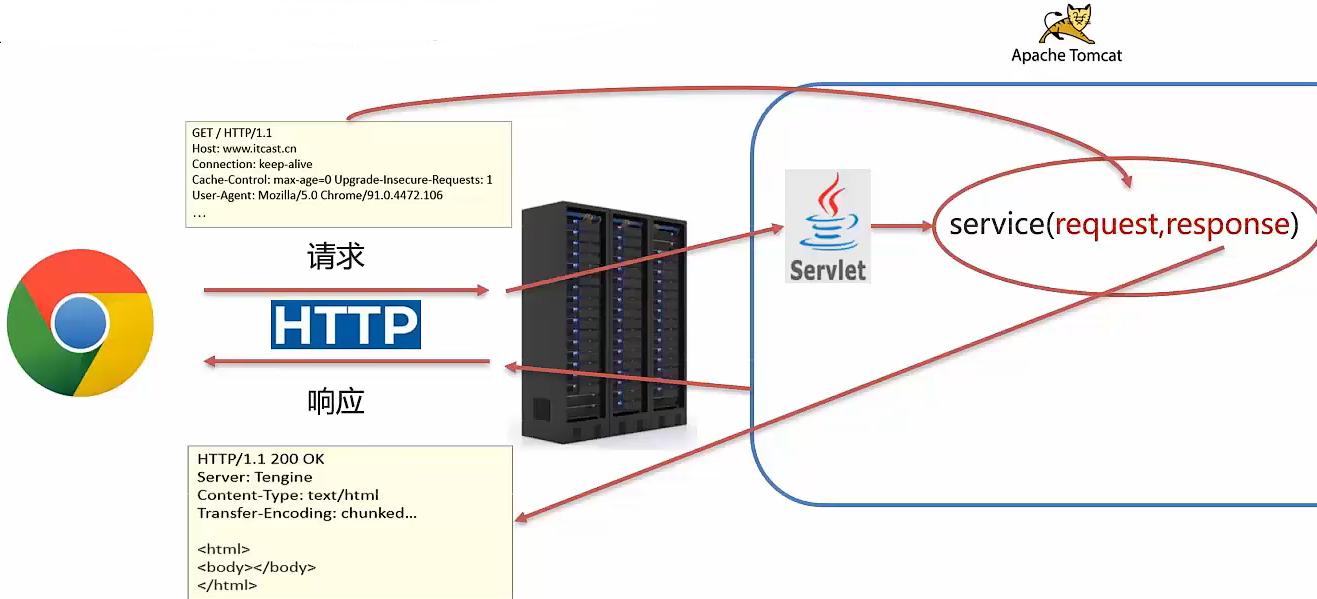 Apache Tomcat
GET / HTTP/1.1
Host: www.itcast.cn
Connection: keep-alive
Cache-Control: max-age=0 Upgrade-Insecure-Requests: 1
User-Agent: Mozilla/5.0 Chrome/91.0.4472.106
...
请求
HTTP
响应
Servlet
service(request,response)
HTTP/1.1 200 OK
Server: Tengine
Content-Type: text/html
Transfer-Encoding: chunked...
<html>
<body></body>
</html>